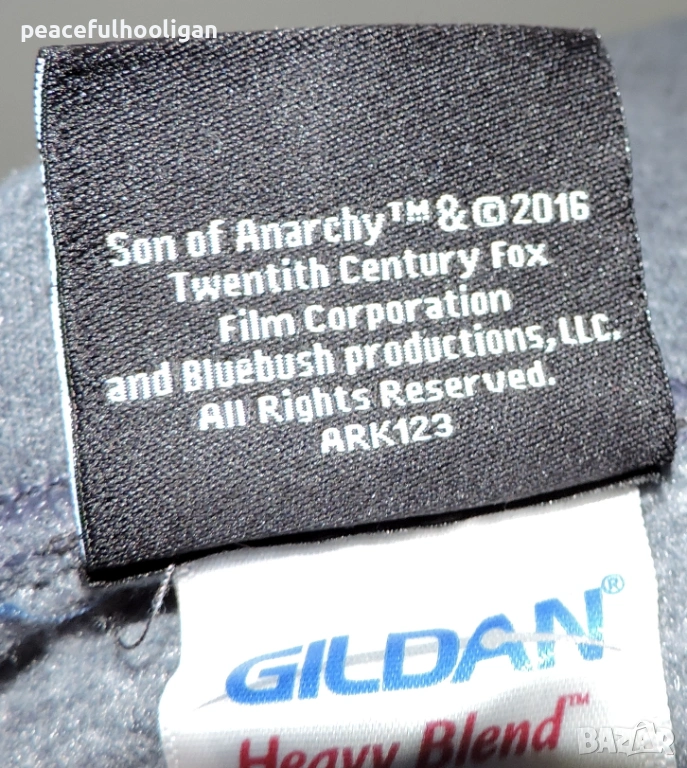 peacefulhooligan
Son of Anarchy™ & © 2016
Twentith Century Fox
Film Corporation
and Bluebush productions, LLC.
All Rights Reserved.
ARK123
GILDAN®
Heavy Blend™
BAZAR